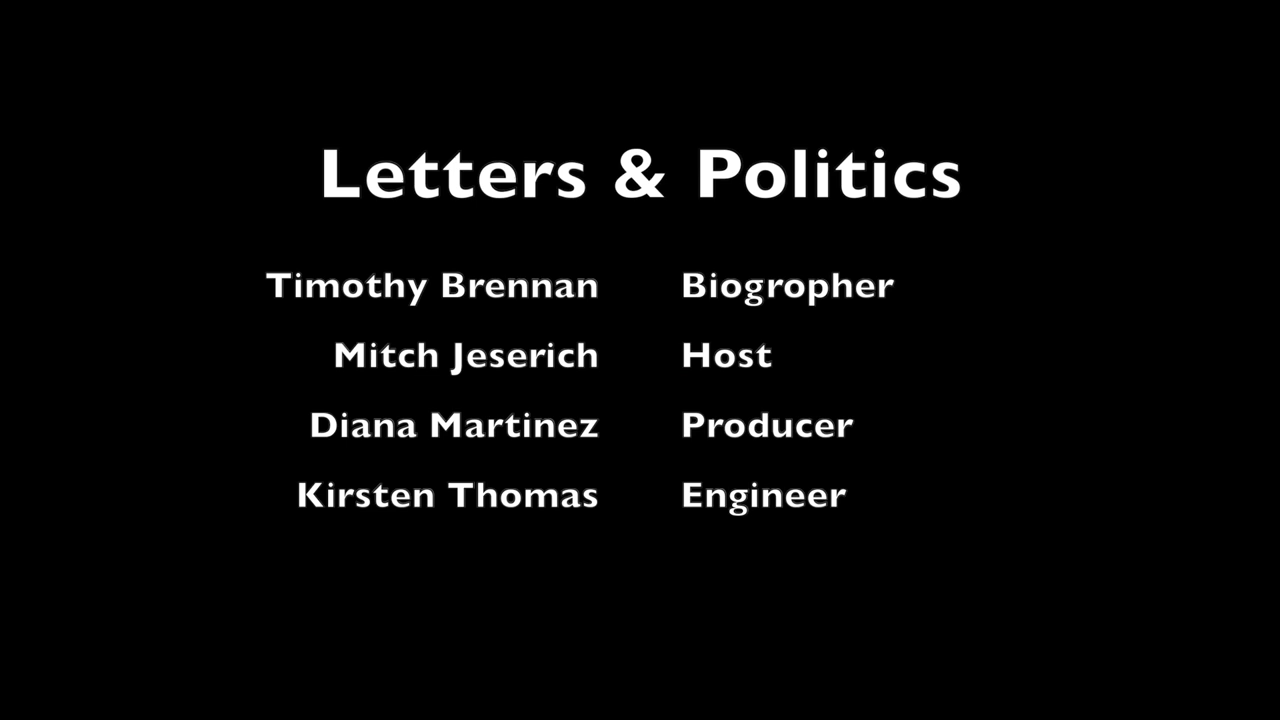 Letters & Politics
Timothy Brennan Biogropher
Mitch Jeserich Host
Diana Martinez Producer
Kirsten Thomas Engineer